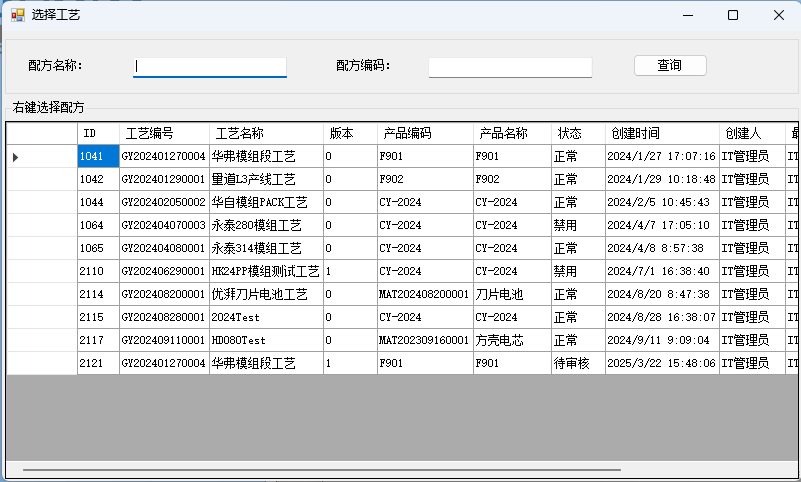 选择工艺
配方名称: 配方编码: 查询
右键选择配方
ID 工艺编号 工艺名称 版本 产品编码 产品名称 状态 创建时间 创建人
1041 GY202401270004 华弗模组段工艺 0 F901 F901 正常 2024/1/27 17:07:16 IT管理员 IT
1042 GY202401290001 量道L3产线工艺 0 F902 F902 正常 2024/1/29 10:18:48 IT管理员 IT
1044 GY202402050002 华自模组PACK工艺 0 CY-2024 CY-2024 正常 2024/2/5 10:45:43 IT管理员 IT
1064 GY202404070003 永泰280模组工艺 0 CY-2024 CY-2024 禁用 2024/4/7 17:05:10 IT管理员 IT
1065 GY202404080001 永泰314模组工艺 0 CY-2024 CY-2024 正常 2024/4/8 8:57:38 IT管理员 IT
2110 GY202406290001 HK24PP模组测试工艺 1 CY-2024 CY-2024 禁用 2024/7/1 16:38:40 IT管理员 IT
2114 GY202408200001 优湃刀片电池工艺 0 MAT202408200001 刀片电池 正常 2024/8/20 8:47:38 IT管理员 IT
2115 GY202408280001 2024Test 0 CY-2024 CY-2024 正常 2024/8/28 16:38:07 IT管理员 IT
2117 GY202409110001 HD080Test 0 MAT202309160001 方壳电芯 正常 2024/9/11 9:09:04 IT管理员 IT
2121 GY202401270004 华弗模组段工艺 1 F901 F901 待审核 2025/3/22 15:48:06 IT管理员 IT